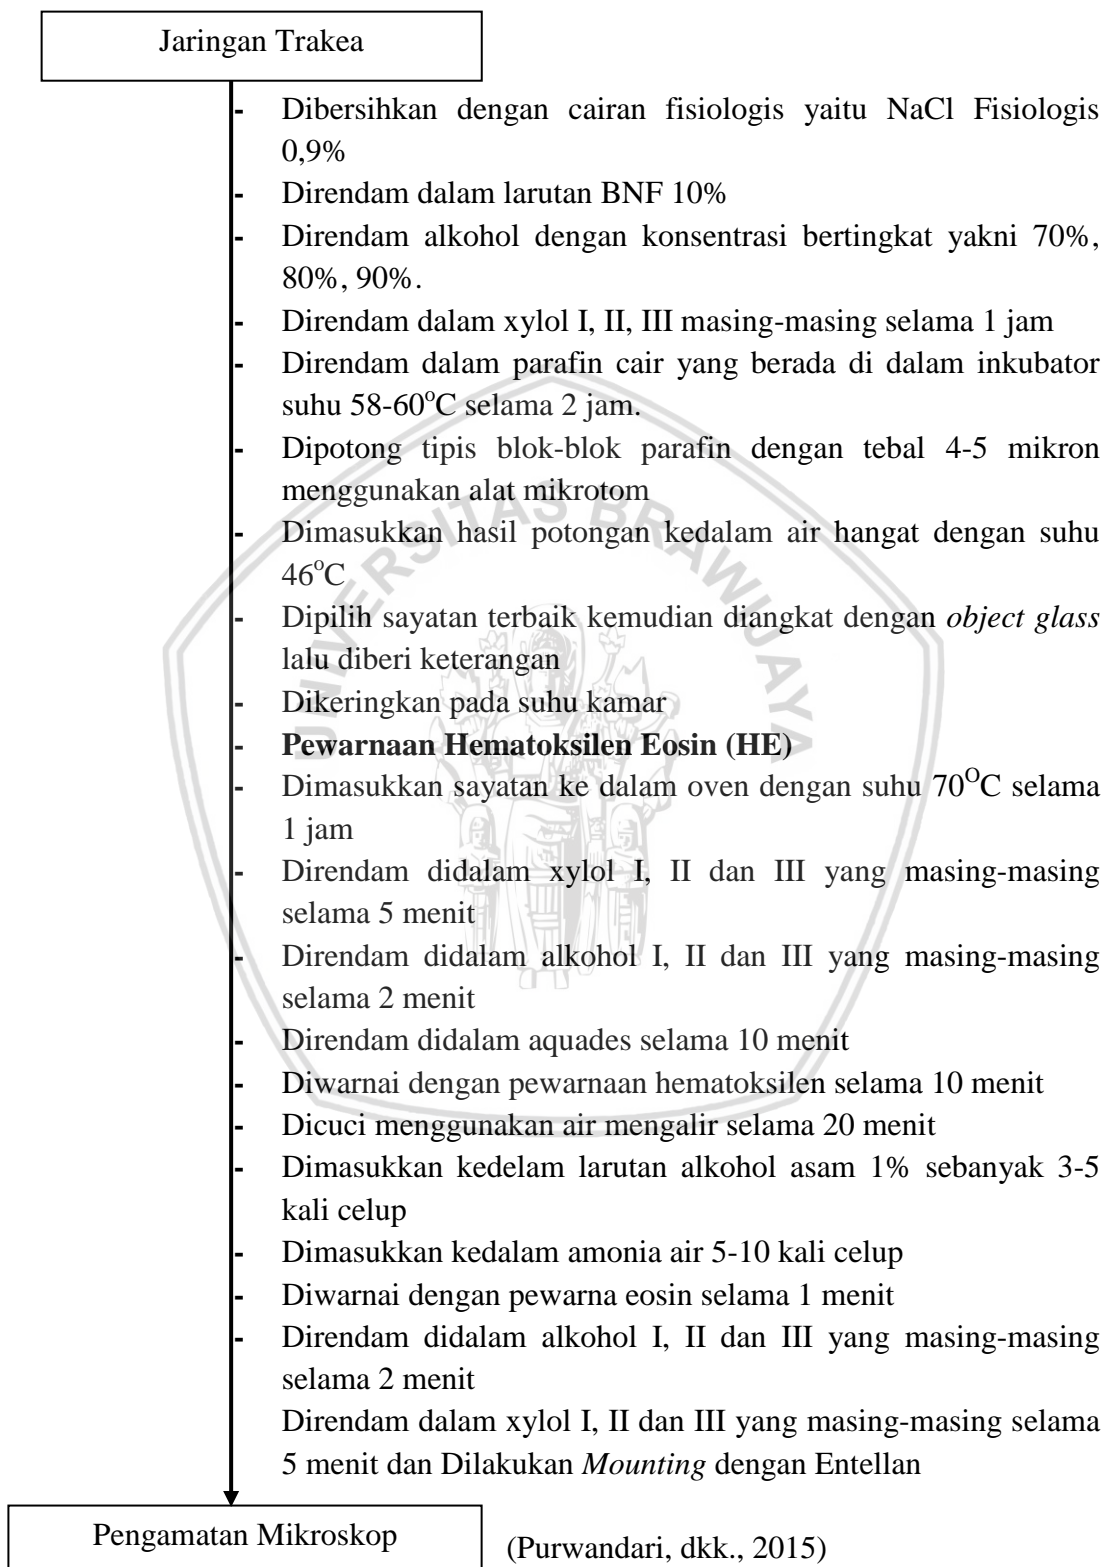 Jaringan Trakea
- Dibersihkan dengan cairan fisiologis yaitu NaCl Fisiologis
0,9%
- Direndam dalam larutan BNF 10%
- Direndam alkohol dengan konsentrasi bertingkat yakni 70%,
80%, 90%.
- Direndam dalam xylol I, II, III masing-masing selama 1 jam
- Direndam dalam parafin cair yang berada di dalam inkubator
suhu 58-60°C selama 2 jam.
- Dipotong tipis blok-blok parafin dengan tebal 4-5 mikron
menggunakan alat mikrotom
- Dimasukkan hasil potongan kedalam air hangat dengan suhu
46°C
- Dipilih sayatan terbaik kemudian diangkat dengan object glass
lalu diberi keterangan
- Dikeringkan pada suhu kamar
- Pewarnaan Hematoksilen Eosin (HE)
- Dimasukkan sayatan ke dalam oven dengan suhu 70°C selama
1 jam
- Direndam didalam xylol I, II dan III yang masing-masing
selama 5 menit
- Direndam didalam alkohol I, II dan III yang masing-masing
selama 2 menit
- Direndam didalam aquades selama 10 menit
- Diwarnai dengan pewarnaan hematoksilen selama 10 menit
- Dicuci menggunakan air mengalir selama 20 menit
- Dimasukkan kedelam larutan alkohol asam 1% sebanyak 3-5
kali celup
- Dimasukkan kedalam amonia air 5-10 kali celup
- Diwarnai dengan pewarna eosin selama 1 menit
- Direndam didalam alkohol I, II dan III yang masing-masing
selama 2 menit
Direndam dalam xylol I, II dan III yang masing-masing selama
5 menit dan Dilakukan Mounting dengan Entellan
Pengamatan Mikroskop
(Purwandari, dkk., 2015)
UNIVERSITAS BRAWIJAYA